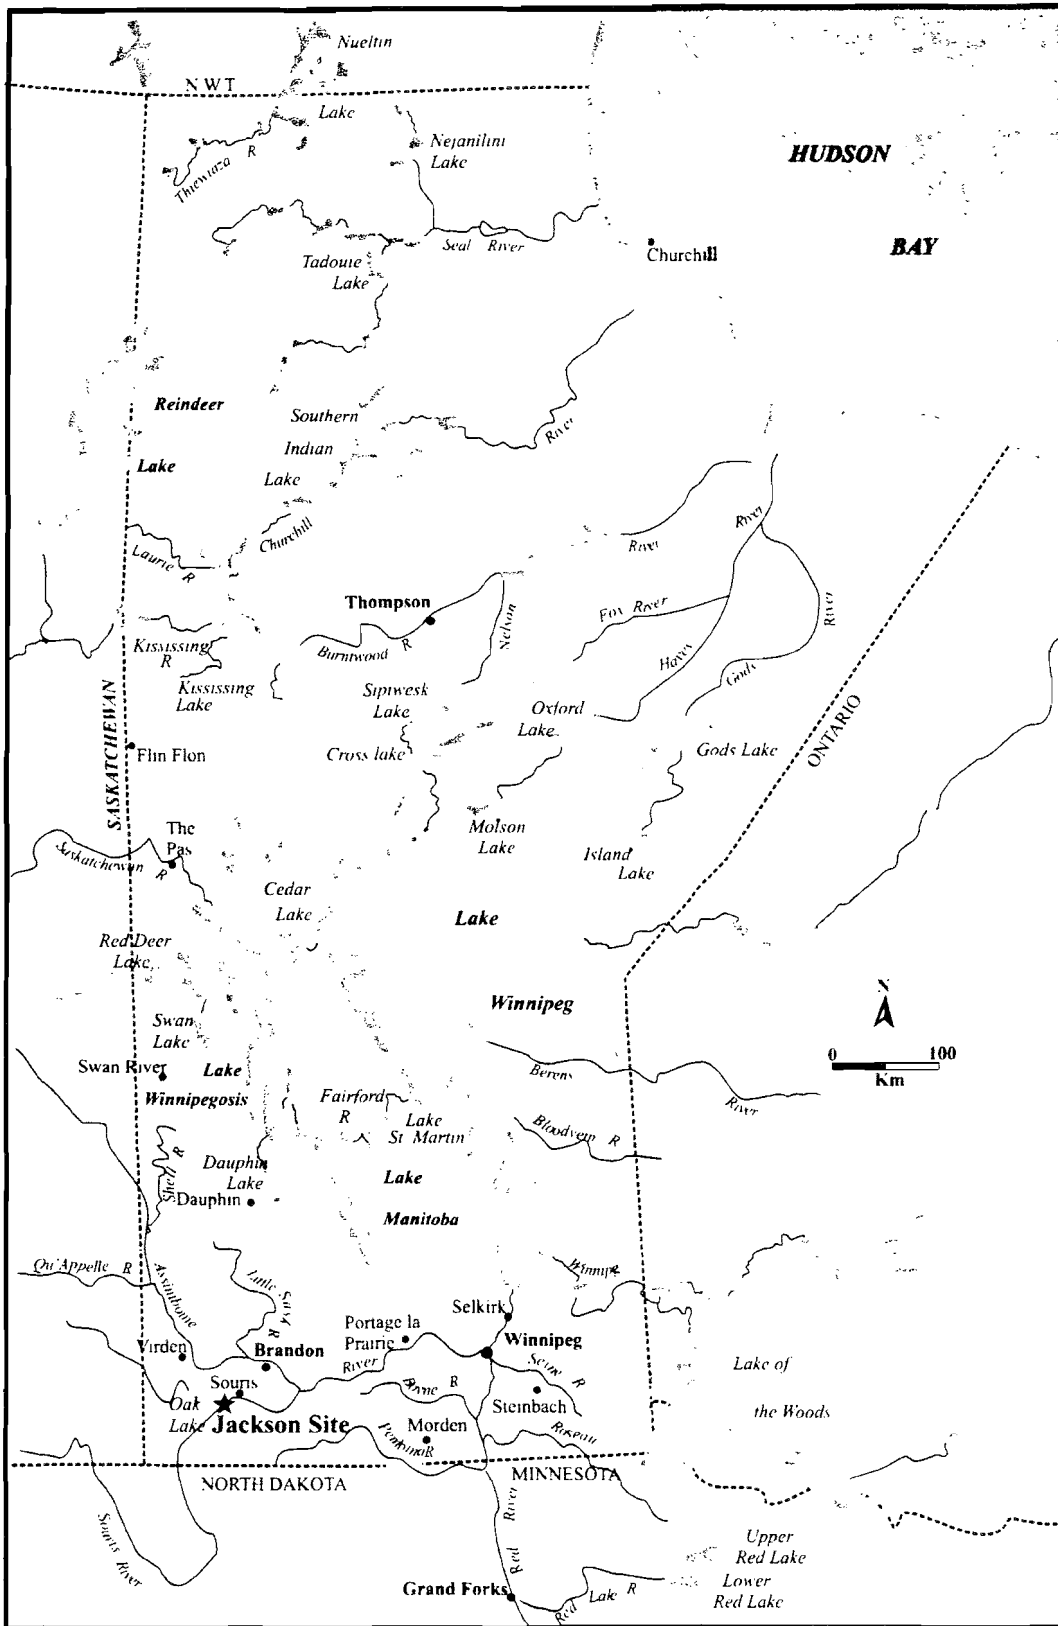 Nueltin
NWT
Lake
Thlewiaza R
Nejanilini
Lake
HUDSON
BAY
Seal River
Churchill
Tadoule
Lake
Reindeer
Lake
Southern
Indian
Lake
River
Churchill
Laurie R
River
River
Thompson
Burntwood R
Nelson
Fox River
River
Hayes
Gods
Kississing
R
Kississing
Lake
Sipiwesk
Lake
Oxford
Lake
Cross lake
Gods Lake
ONTARIO
SASKATCHEWAN
Flin Flon
The
Pas
Saskatchewan R
Molson
Lake
Island
Lake
Cedar
Lake
Lake
Winnipeg
Red Deer
Lake
Swan
Lake
Swan River
Lake
Winnipegosis
N
0 100
Km
Berens
River
Fairford
R
Lake
St Martin
Bloodvein R
Shell R
Dauphin
Lake
Dauphin
Lake
Manitoba
Qu'Appelle R
Assiniboine
Little Sask R
Winnipe
Selkirk
Portage la
Prairie
River
Winnipeg
Virden
Brandon
Seine R
Souris
Boyne R
Steinbach
Oak
Lake
Jackson Site
Morden
Pembina R
Roseau
Lake of
the Woods
NORTH DAKOTA
MINNESOTA
Souris River
Red River
Upper
Red Lake
Lower
Red Lake
Grand Forks
Red Lake R